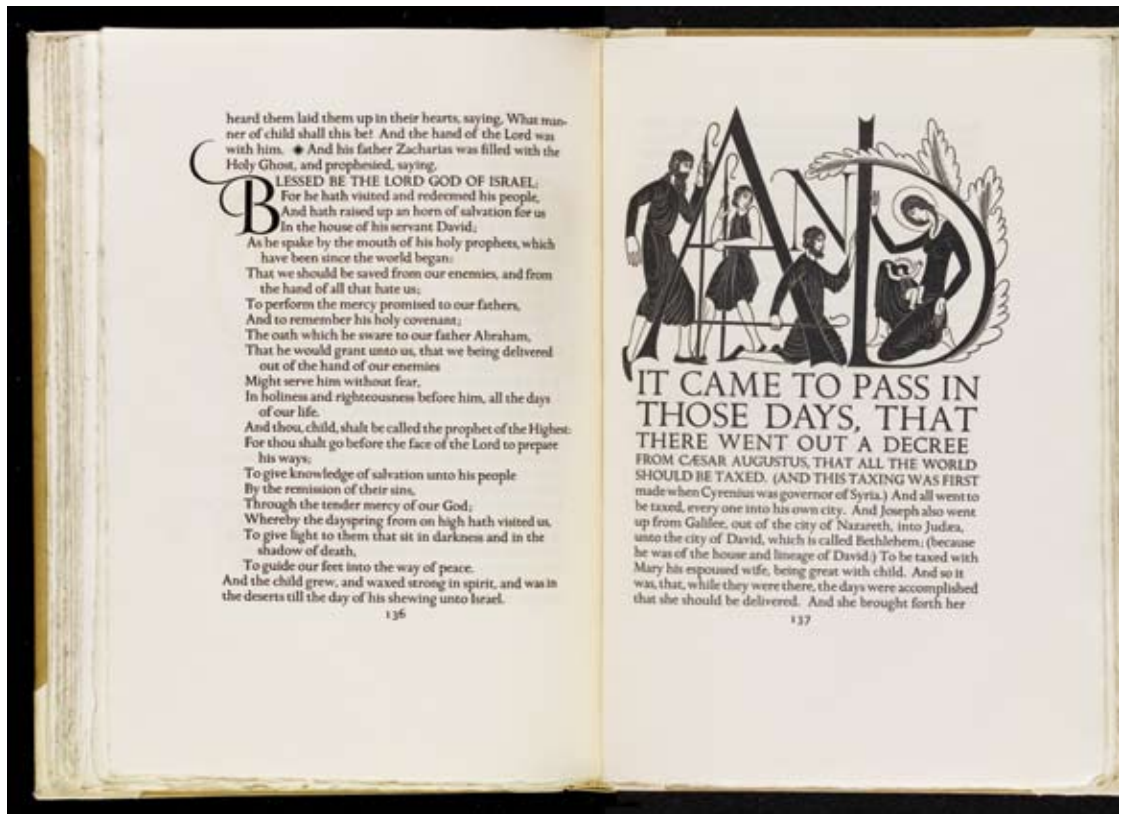 heard them laid them up in their hearts, saying, What man-
ner of child shall this be! And the hand of the Lord was
with him. ◆ And his father Zacharias was filled with the
Holy Ghost, and prophesied, saying,
BLESSED BE THE LORD GOD OF ISRAEL;
For he hath visited and redeemed his people,
And hath raised up an horn of salvation for us
In the house of his servant David;
As he spake by the mouth of his holy prophets, which
have been since the world began:
That we should be saved from our enemies, and from
the hand of all that hate us;
To perform the mercy promised to our fathers,
And to remember his holy covenant;
The oath which he sware to our father Abraham,
That he would grant unto us, that we being delivered
out of the hand of our enemies
Might serve him without fear,
In holiness and righteousness before him, all the days
of our life.
And thou, child, shalt be called the prophet of the Highest:
For thou shalt go before the face of the Lord to prepare
his ways;
To give knowledge of salvation unto his people
By the remission of their sins,
Through the tender mercy of our God;
Whereby the dayspring from on high hath visited us,
To give light to them that sit in darkness and in the
shadow of death,
To guide our feet into the way of peace.
And the child grew, and waxed strong in spirit, and was in
the deserts till the day of his shewing unto Israel.
136
AND
IT CAME TO PASS IN
THOSE DAYS, THAT
THERE WENT OUT A DECREE
FROM CÆSAR AUGUSTUS, THAT ALL THE WORLD
SHOULD BE TAXED. (AND THIS TAXING WAS FIRST
made when Cyrenius was governor of Syria.) And all went to
be taxed, every one into his own city. And Joseph also went
up from Galilee, out of the city of Nazareth, into Judæa,
unto the city of David, which is called Bethlehem; (because
he was of the house and lineage of David:) To be taxed with
Mary his espoused wife, being great with child. And so it
was, that, while they were there, the days were accomplished
that she should be delivered. And she brought forth her
137